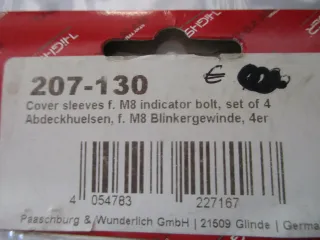 207-130
€
Cover sleeves f. M8 indicator bolt, set of 4
Abdeckhuelsen, f. M8 Blinkergewinde, 4er
4 054783 227167
Paaschburg & Wunderlich GmbH | 21509 Glinde | Germa